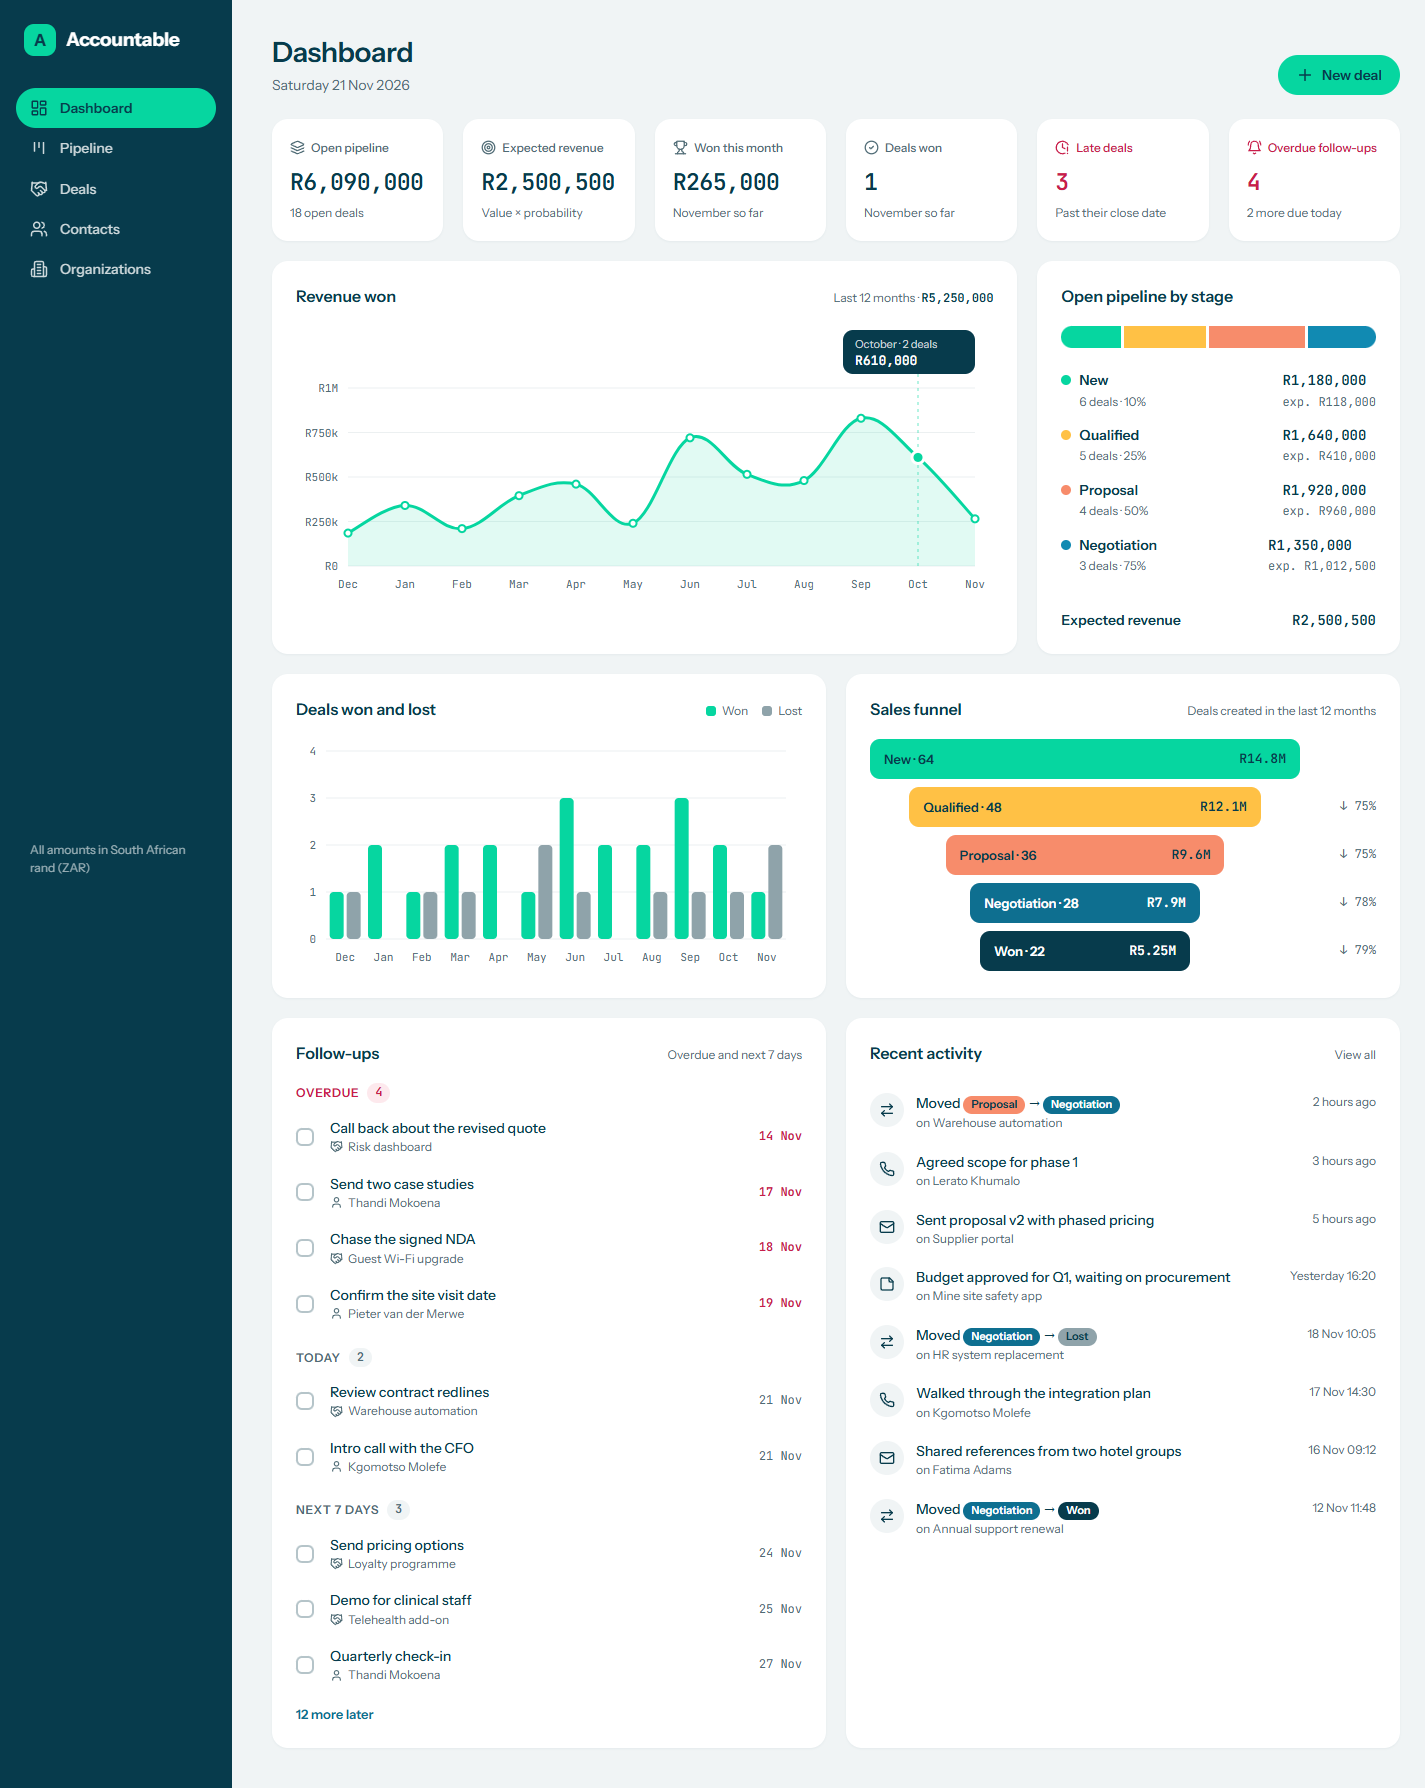 A Accountable
Dashboard
Pipeline
Deals
Contacts
Organizations
All amounts in South African
rand (ZAR)
Dashboard
Saturday 21 Nov 2026
+ New deal
Open pipeline
R6,090,000
18 open deals
Expected revenue
R2,500,500
Value × probability
Won this month
R265,000
November so far
Deals won
1
November so far
Late deals
3
Past their close date
Overdue follow-ups
4
2 more due today
Revenue won
Last 12 months · R5,250,000
October · 2 deals
R610,000
R1M
R750k
R500k
R250k
R0
Dec Jan Feb Mar Apr May Jun Jul Aug Sep Oct Nov
Open pipeline by stage
New R1,180,000
6 deals · 10% exp. R118,000
Qualified R1,640,000
5 deals · 25% exp. R410,000
Proposal R1,920,000
4 deals · 50% exp. R960,000
Negotiation R1,350,000
3 deals · 75% exp. R1,012,500
Expected revenue R2,500,500
Deals won and lost
Won Lost
4
3
2
1
0
Dec Jan Feb Mar Apr May Jun Jul Aug Sep Oct Nov
Sales funnel
Deals created in the last 12 months
New · 64 R14.8M
Qualified · 48 R12.1M ↓ 75%
Proposal · 36 R9.6M ↓ 75%
Negotiation · 28 R7.9M ↓ 78%
Won · 22 R5.25M ↓ 79%
Follow-ups
Overdue and next 7 days
OVERDUE 4
Call back about the revised quote 14 Nov
Risk dashboard
Send two case studies 17 Nov
Thandi Mokoena
Chase the signed NDA 18 Nov
Guest Wi-Fi upgrade
Confirm the site visit date 19 Nov
Pieter van der Merwe
TODAY 2
Review contract redlines 21 Nov
Warehouse automation
Intro call with the CFO 21 Nov
Kgomotso Molefe
NEXT 7 DAYS 3
Send pricing options 24 Nov
Loyalty programme
Demo for clinical staff 25 Nov
Telehealth add-on
Quarterly check-in 27 Nov
Thandi Mokoena
12 more later
Recent activity
View all
Moved Proposal → Negotiation 2 hours ago
on Warehouse automation
Agreed scope for phase 1 3 hours ago
on Lerato Khumalo
Sent proposal v2 with phased pricing 5 hours ago
on Supplier portal
Budget approved for Q1, waiting on procurement Yesterday 16:20
on Mine site safety app
Moved Negotiation → Lost 18 Nov 10:05
on HR system replacement
Walked through the integration plan 17 Nov 14:30
on Kgomotso Molefe
Shared references from two hotel groups 16 Nov 09:12
on Fatima Adams
Moved Negotiation → Won 12 Nov 11:48
on Annual support renewal